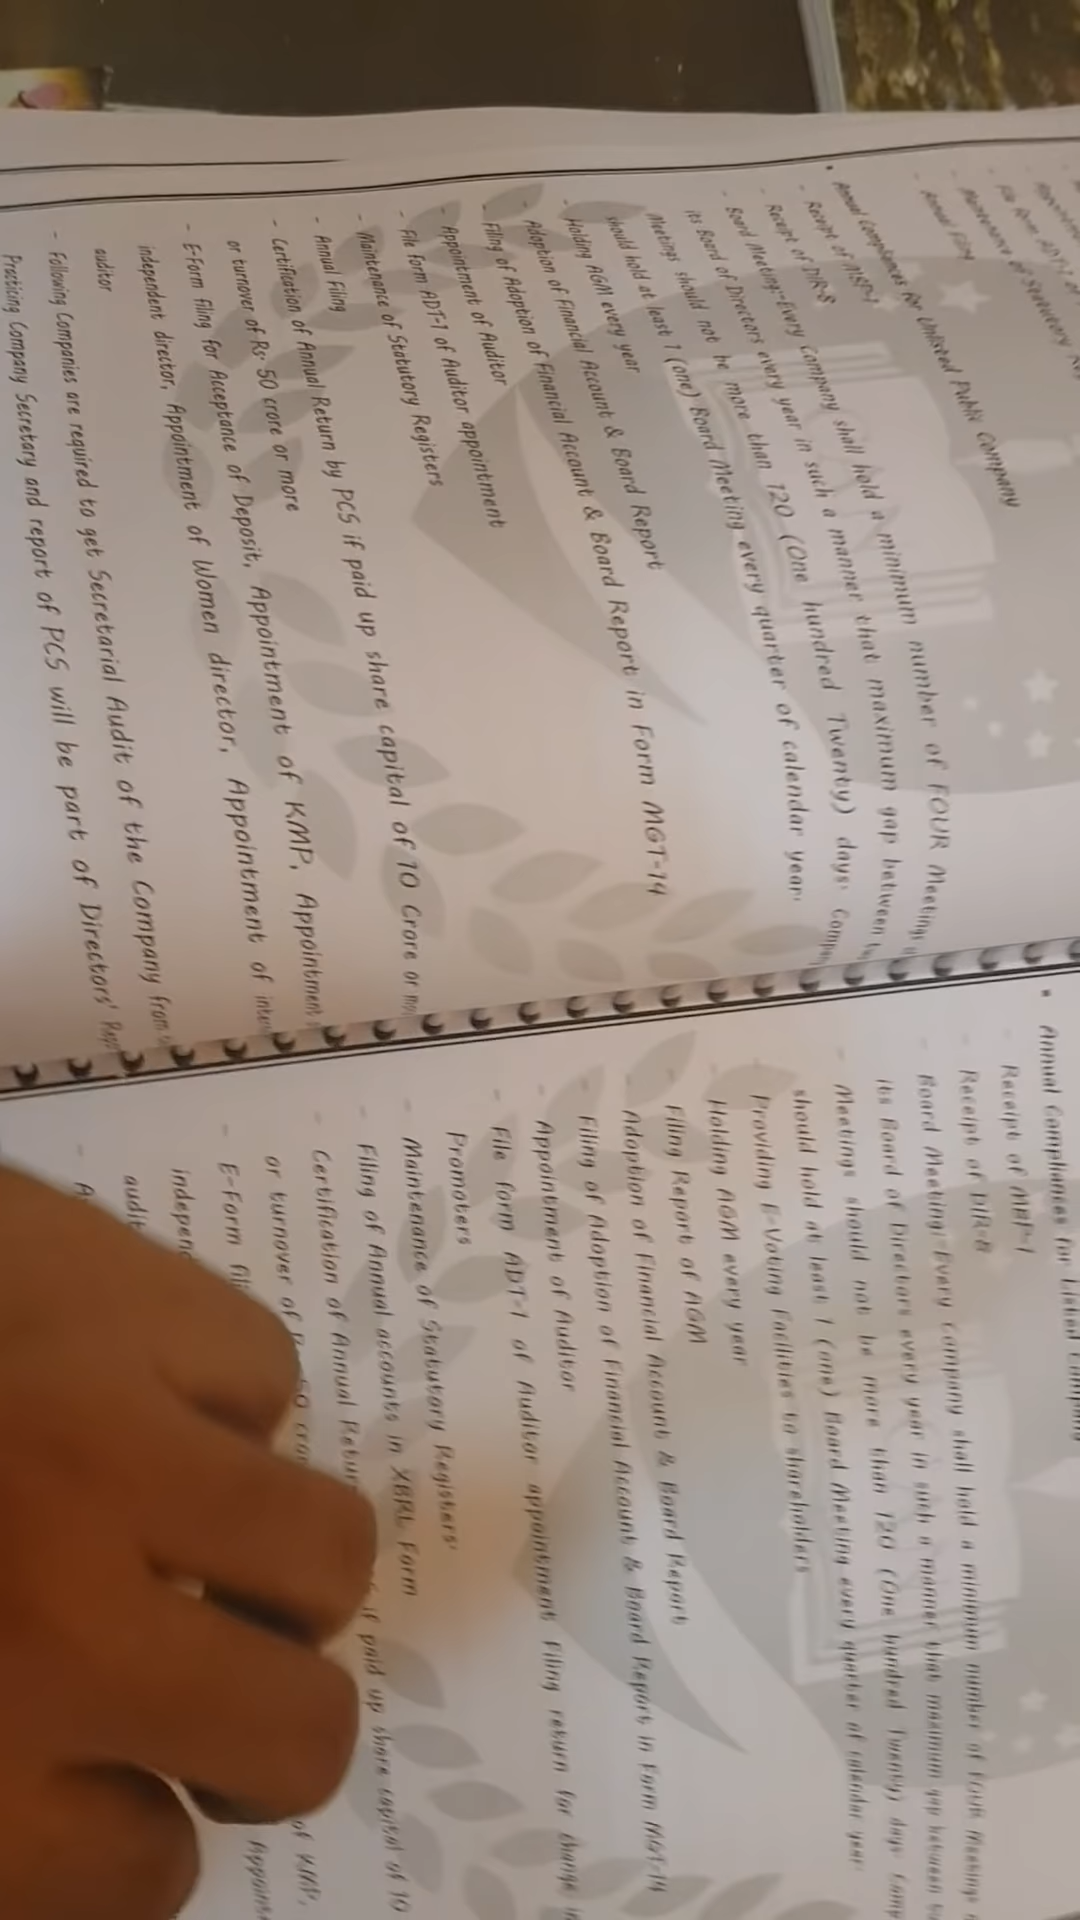 Maintenance of Statutory
Annual Filing
• Annual Compliances for Unlisted Public Company
- Receipt of MBP-1
- Receipt of DIR-8
- Board Meeting:-Every Company shall hold a minimum number of FOUR Meetings
its Board of Directors every year in such a manner that maximum gap between
Meetings should not be more than 120 (One hundred Twenty) days.
should hold at least 1 (one) Board Meeting every quarter of calendar year.
- Holding AGM every year
- Adoption of Financial Account & Board Report
- Filing of Adoption of Financial Account & Board Report in Form MGT-14
- Appointment of Auditor
- File form ADT-1 of Auditor appointment
- Maintenance of Statutory Registers
- Annual Filing
- Certification of Annual Return by PCS if paid up share capital of 10 Crore or
or turnover of Rs. 50 crore or more
- E-Form filing for Acceptance of Deposit, Appointment of KMP, Appointment
independent director, Appointment of Women director, Appointment of
auditor
- Following Companies are required to get Secretarial Audit of the Company from
Practicing Company Secretary and report of PCS will be part of Directors'
• Annual Compliances for Listed Company
- Receipt of MBP-1
- Receipt of DIR-8
- Board Meeting: Every Company shall hold a minimum number of FOUR Meetings
its Board of Directors every year in such a manner that maximum gap between
Meetings should not be more than 120 (One hundred Twenty) days
should hold at least 1 (one) Board Meeting every quarter of calendar year
- Providing E-Voting Facilities to shareholders
- Holding AGM every year
- Filing Report of AGM
- Adoption of Financial Account & Board Report
- Filing of Adoption of Financial Account & Board Report in Form MGT-14
- Appointment of Auditor
- File form ADT-1 of Auditor appointment Filing return for change in
Promoters
- Maintenance of Statutory Registers.
- Filing of Annual accounts in XBRL Form
- Certification of Annual if paid up share capital of 10
or turnover of
- E-Form of KMP,